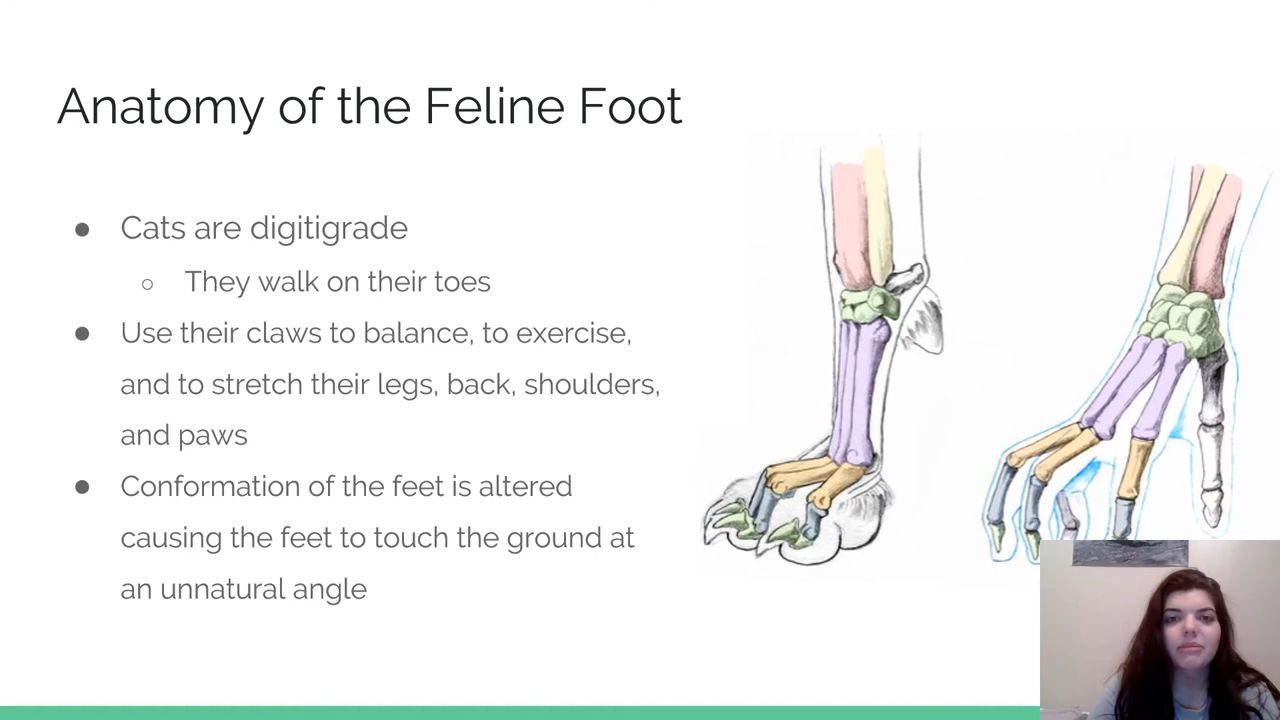 Anatomy of the Feline Foot
● Cats are digitigrade
○ They walk on their toes
● Use their claws to balance, to exercise,
and to stretch their legs, back, shoulders,
and paws
● Conformation of the feet is altered
causing the feet to touch the ground at
an unnatural angle